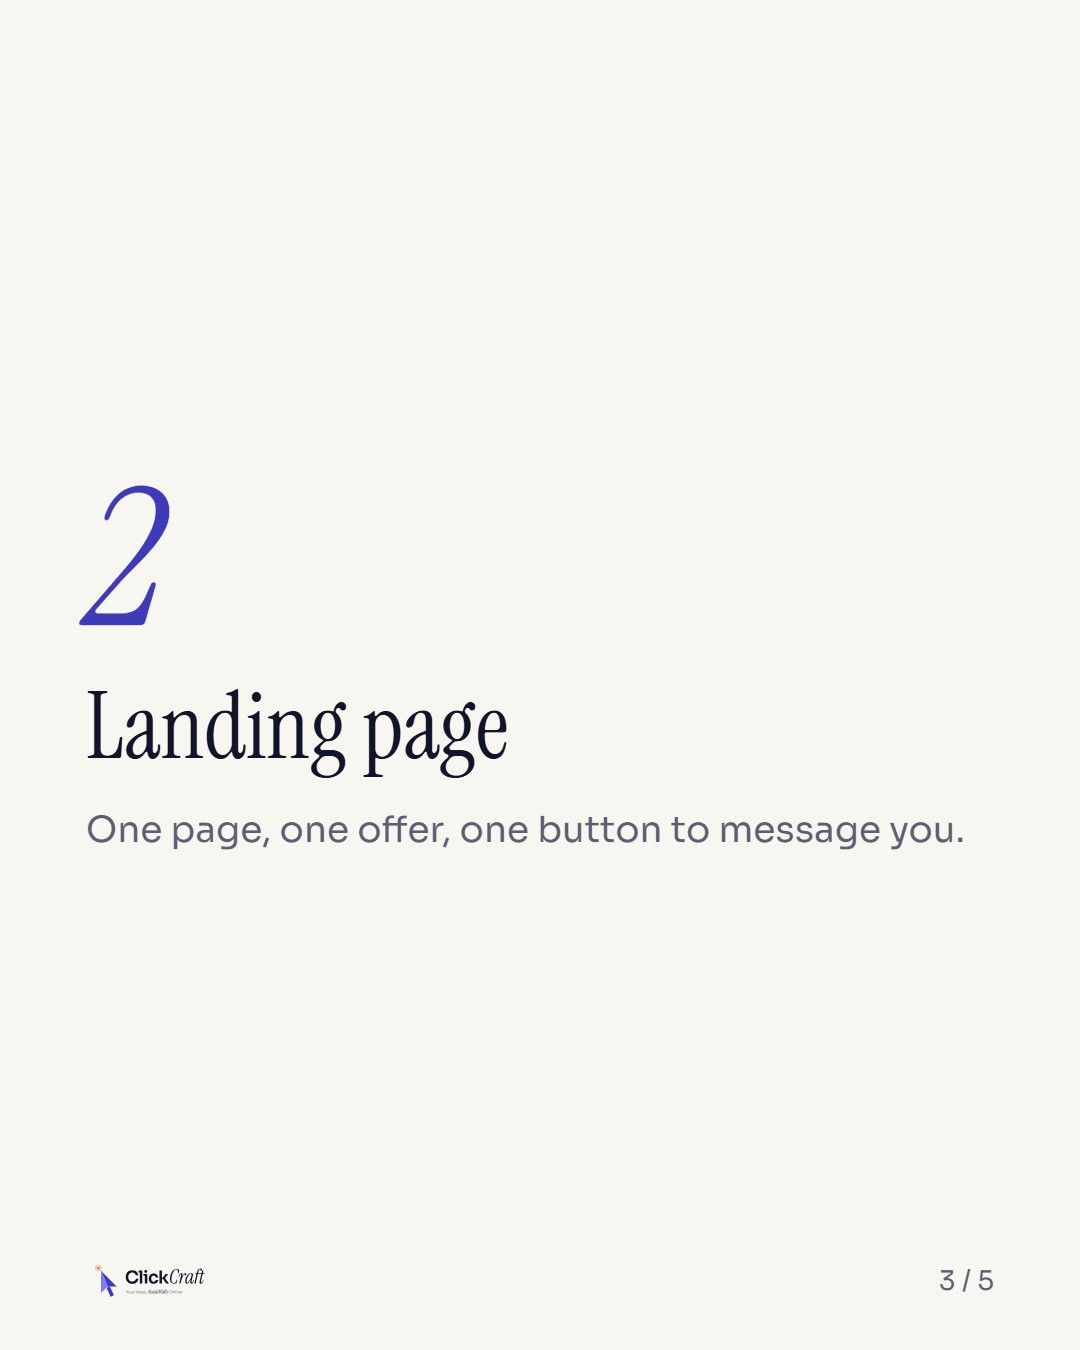 2
Landing page
One page, one offer, one button to message you.
ClickCraft
3 / 5